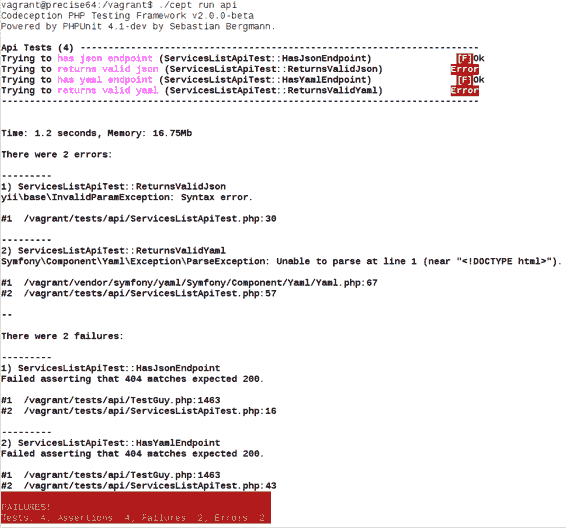 vagrant@precise64:/vagrant$ ./cept run api
Codeception PHP Testing Framework v2.0.0-beta
Powered by PHPUnit 4.1-dev by Sebastian Bergmann.
Api Tests (4) ------------------------------------------------------------------------
Trying to has json endpoint (ServicesListApiTest::HasJsonEndpoint) [F]Ok
Trying to returns valid json (ServicesListApiTest::ReturnsValidJson) Error
Trying to has yaml endpoint (ServicesListApiTest::HasYamlEndpoint) [F]Ok
Trying to returns valid yaml (ServicesListApiTest::ReturnsValidYaml) Error
--------------------------------------------------------------------------------------
Time: 1.2 seconds, Memory: 16.75Mb
There were 2 errors:
---------
1) ServicesListApiTest::ReturnsValidJson
yii\base\InvalidParamException: Syntax error.
#1  /vagrant/tests/api/ServicesListApiTest.php:30
---------
2) ServicesListApiTest::ReturnsValidYaml
Symfony\Component\Yaml\Exception\ParseException: Unable to parse at line 1 (near "<!DOCTYPE html>").
#1  /vagrant/vendor/symfony/yaml/Symfony/Component/Yaml/Yaml.php:67
#2  /vagrant/tests/api/ServicesListApiTest.php:57
--
There were 2 failures:
---------
1) ServicesListApiTest::HasJsonEndpoint
Failed asserting that 404 matches expected 200.
#1  /vagrant/tests/api/TestGuy.php:1463
#2  /vagrant/tests/api/ServicesListApiTest.php:16
---------
2) ServicesListApiTest::HasYamlEndpoint
Failed asserting that 404 matches expected 200.
#1  /vagrant/tests/api/TestGuy.php:1463
#2  /vagrant/tests/api/ServicesListApiTest.php:43
FAILURES!
Tests: 4, Assertions: 4, Failures: 2, Errors: 2.